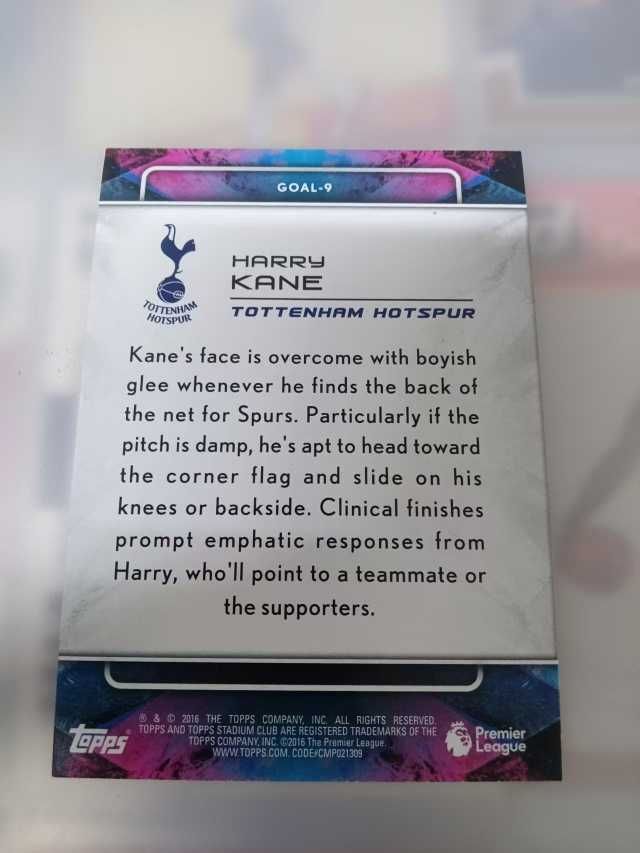 GOAL-9
TOTTENHAM
HOTSPUR
HARRY
KANE
TOTTENHAM HOTSPUR
Kane's face is overcome with boyish
glee whenever he finds the back of
the net for Spurs. Particularly if the
pitch is damp, he's apt to head toward
the corner flag and slide on his
knees or backside. Clinical finishes
prompt emphatic responses from
Harry, who'll point to a teammate or
the supporters.
Topps
® & © 2016 THE TOPPS COMPANY, INC. ALL RIGHTS RESERVED.
TOPPS AND TOPPS STADIUM CLUB ARE REGISTERED TRADEMARKS OF THE
TOPPS COMPANY, INC. ©2016 The Premier League.
WWW.TOPPS.COM. CODE#CMP021309
Premier
League